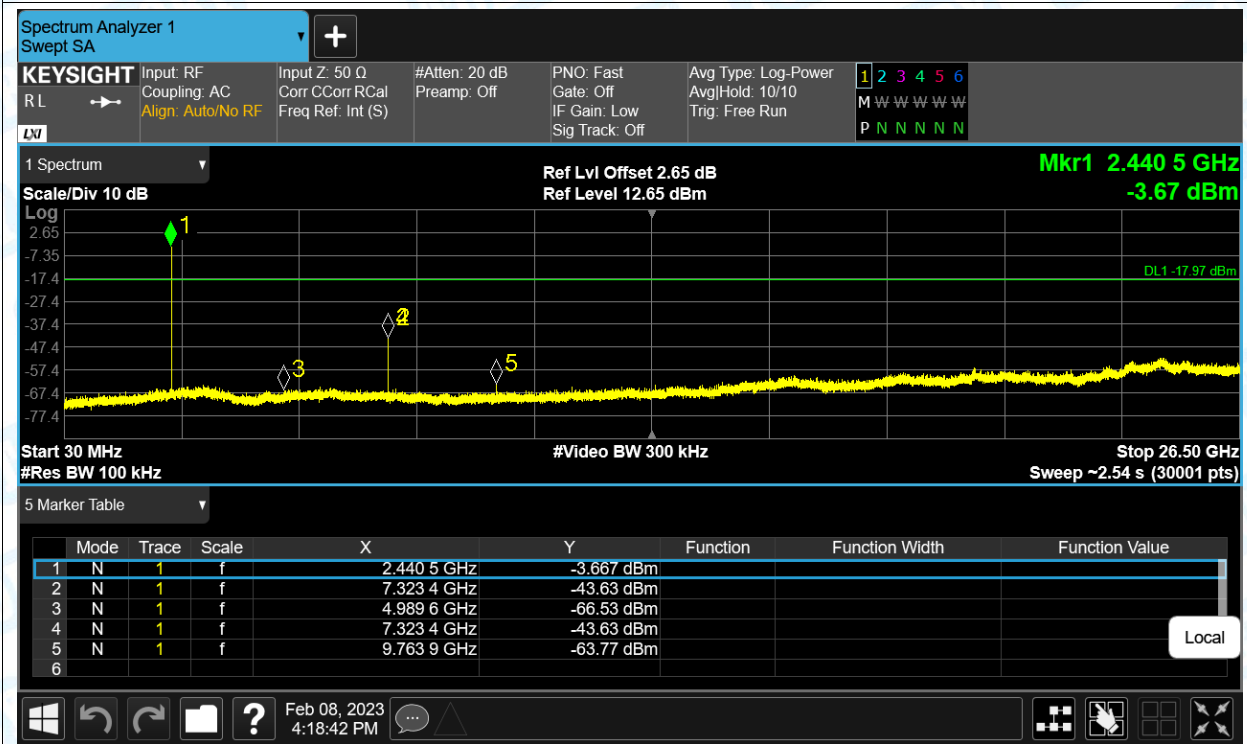 Spectrum Analyzer 1
Swept SA
KEYSIGHT
R L
LXI
Input: RF
Coupling: AC
Align: Auto/No RF
Input Z: 50 Ω
Corr CCorr RCal
Freq Ref: Int (S)
#Atten: 20 dB
Preamp: Off
PNO: Fast
Gate: Off
IF Gain: Low
Sig Track: Off
Avg Type: Log-Power
Avg|Hold: 10/10
Trig: Free Run
1 2 3 4 5 6
M W W W W W
P N N N N N
1 Spectrum
Scale/Div 10 dB
Ref Lvl Offset 2.65 dB
Ref Level 12.65 dBm
Mkr1 2.440 5 GHz
-3.67 dBm
Log
2.65
-7.35
-17.4
-27.4
-37.4
-47.4
-57.4
-67.4
-77.4
1
3
5
DL1 -17.97 dBm
Start 30 MHz
#Res BW 100 kHz
#Video BW 300 kHz
Stop 26.50 GHz
Sweep ~2.54 s (30001 pts)
5 Marker Table
Mode Trace Scale X Y Function Function Width Function Value
1 N 1 f 2.440 5 GHz -3.667 dBm
2 N 1 f 7.323 4 GHz -43.63 dBm
3 N 1 f 4.989 6 GHz -66.53 dBm
4 N 1 f 7.323 4 GHz -43.63 dBm
5 N 1 f 9.763 9 GHz -63.77 dBm
6
Local
?
Feb 08, 2023
4:18:42 PM